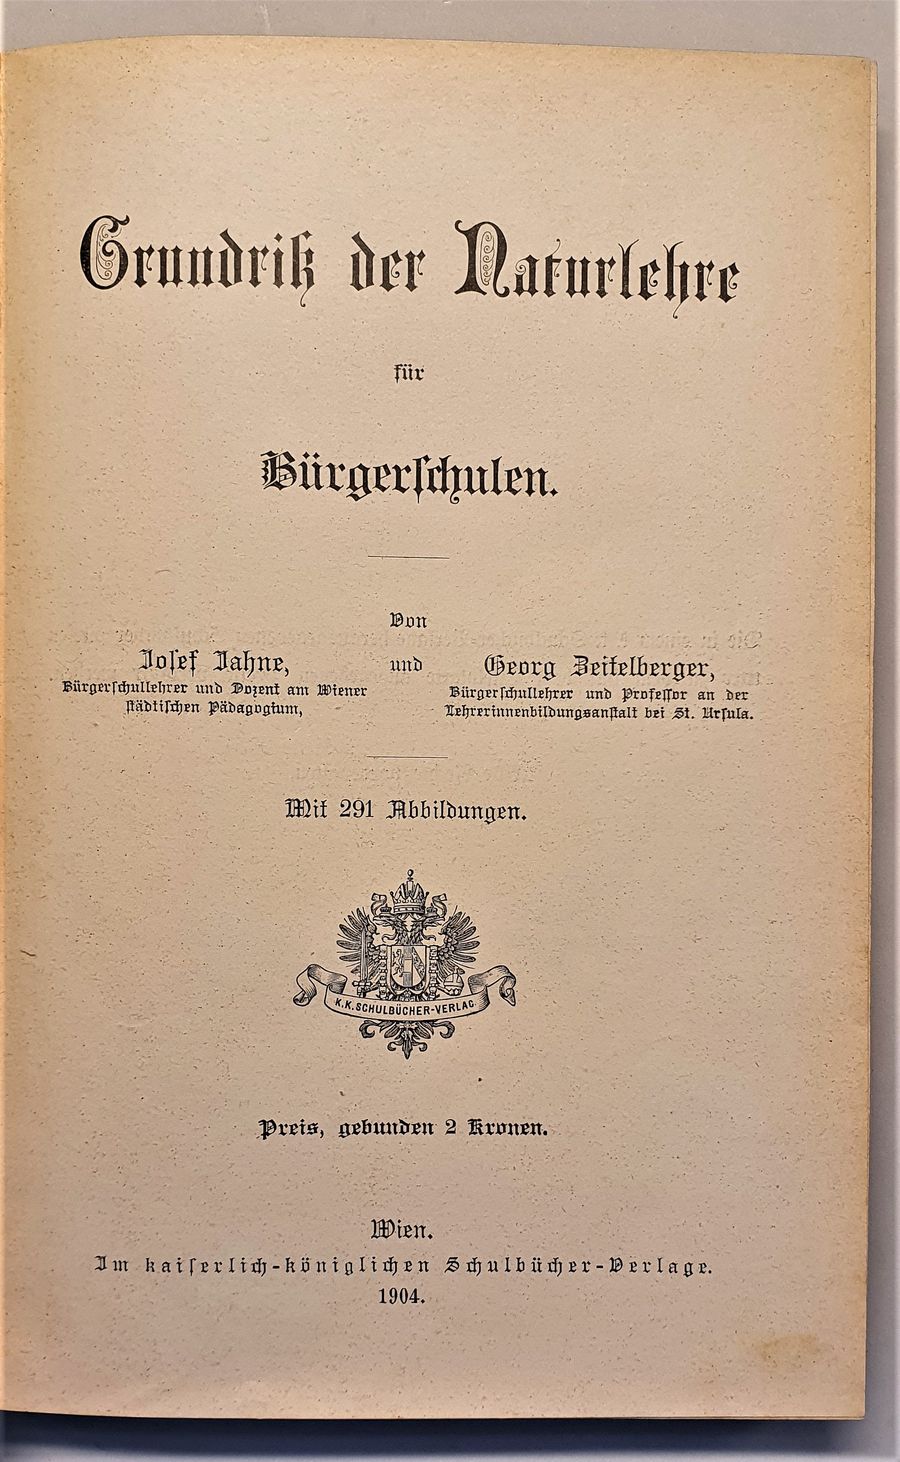 Grundriß der Naturlehre
für
Bürgerschulen.
Von
Josef Jahne, und Georg Zeitelberger,
Bürgerschullehrer und Dozent am Wiener
städtischen Pädagogium,
Bürgerschullehrer und Professor an der
Lehrerinnenbildungsanstalt bei St. Ursula.
Mit 291 Abbildungen.
K.K. SCHULBÜCHER-VERLAG
Preis, gebunden 2 Kronen.
Wien.
Im kaiserlich-königlichen Schulbücher-Verlage.
1904.